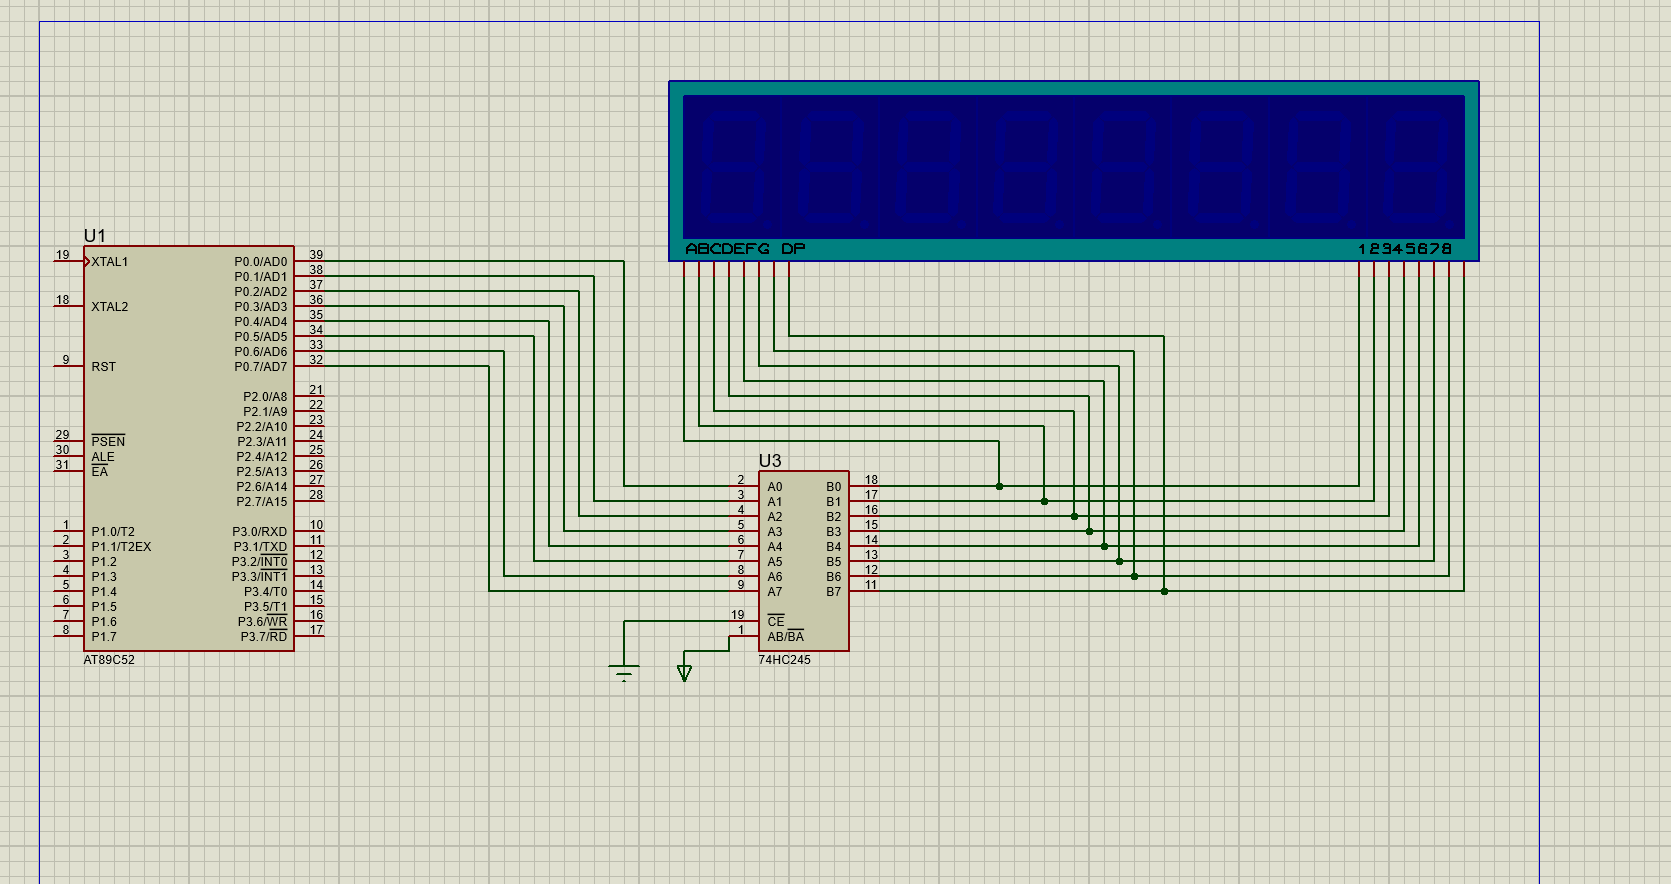 ABCDEFG DP
12345678
U1
19 XTAL1
18 XTAL2
9 RST
29 PSEN
30 ALE
31 EA
1 P1.0/T2
2 P1.1/T2EX
3 P1.2
4 P1.3
5 P1.4
6 P1.5
7 P1.6
8 P1.7
P0.0/AD0 39
P0.1/AD1 38
P0.2/AD2 37
P0.3/AD3 36
P0.4/AD4 35
P0.5/AD5 34
P0.6/AD6 33
P0.7/AD7 32
P2.0/A8 21
P2.1/A9 22
P2.2/A10 23
P2.3/A11 24
P2.4/A12 25
P2.5/A13 26
P2.6/A14 27
P2.7/A15 28
P3.0/RXD 10
P3.1/TXD 11
P3.2/INT0 12
P3.3/INT1 13
P3.4/T0 14
P3.5/T1 15
P3.6/WR 16
P3.7/RD 17
AT89C52
U3
2 A0 B0 18
3 A1 B1 17
4 A2 B2 16
5 A3 B3 15
6 A4 B4 14
7 A5 B5 13
8 A6 B6 12
9 A7 B7 11
19 CE
1 AB/BA
74HC245